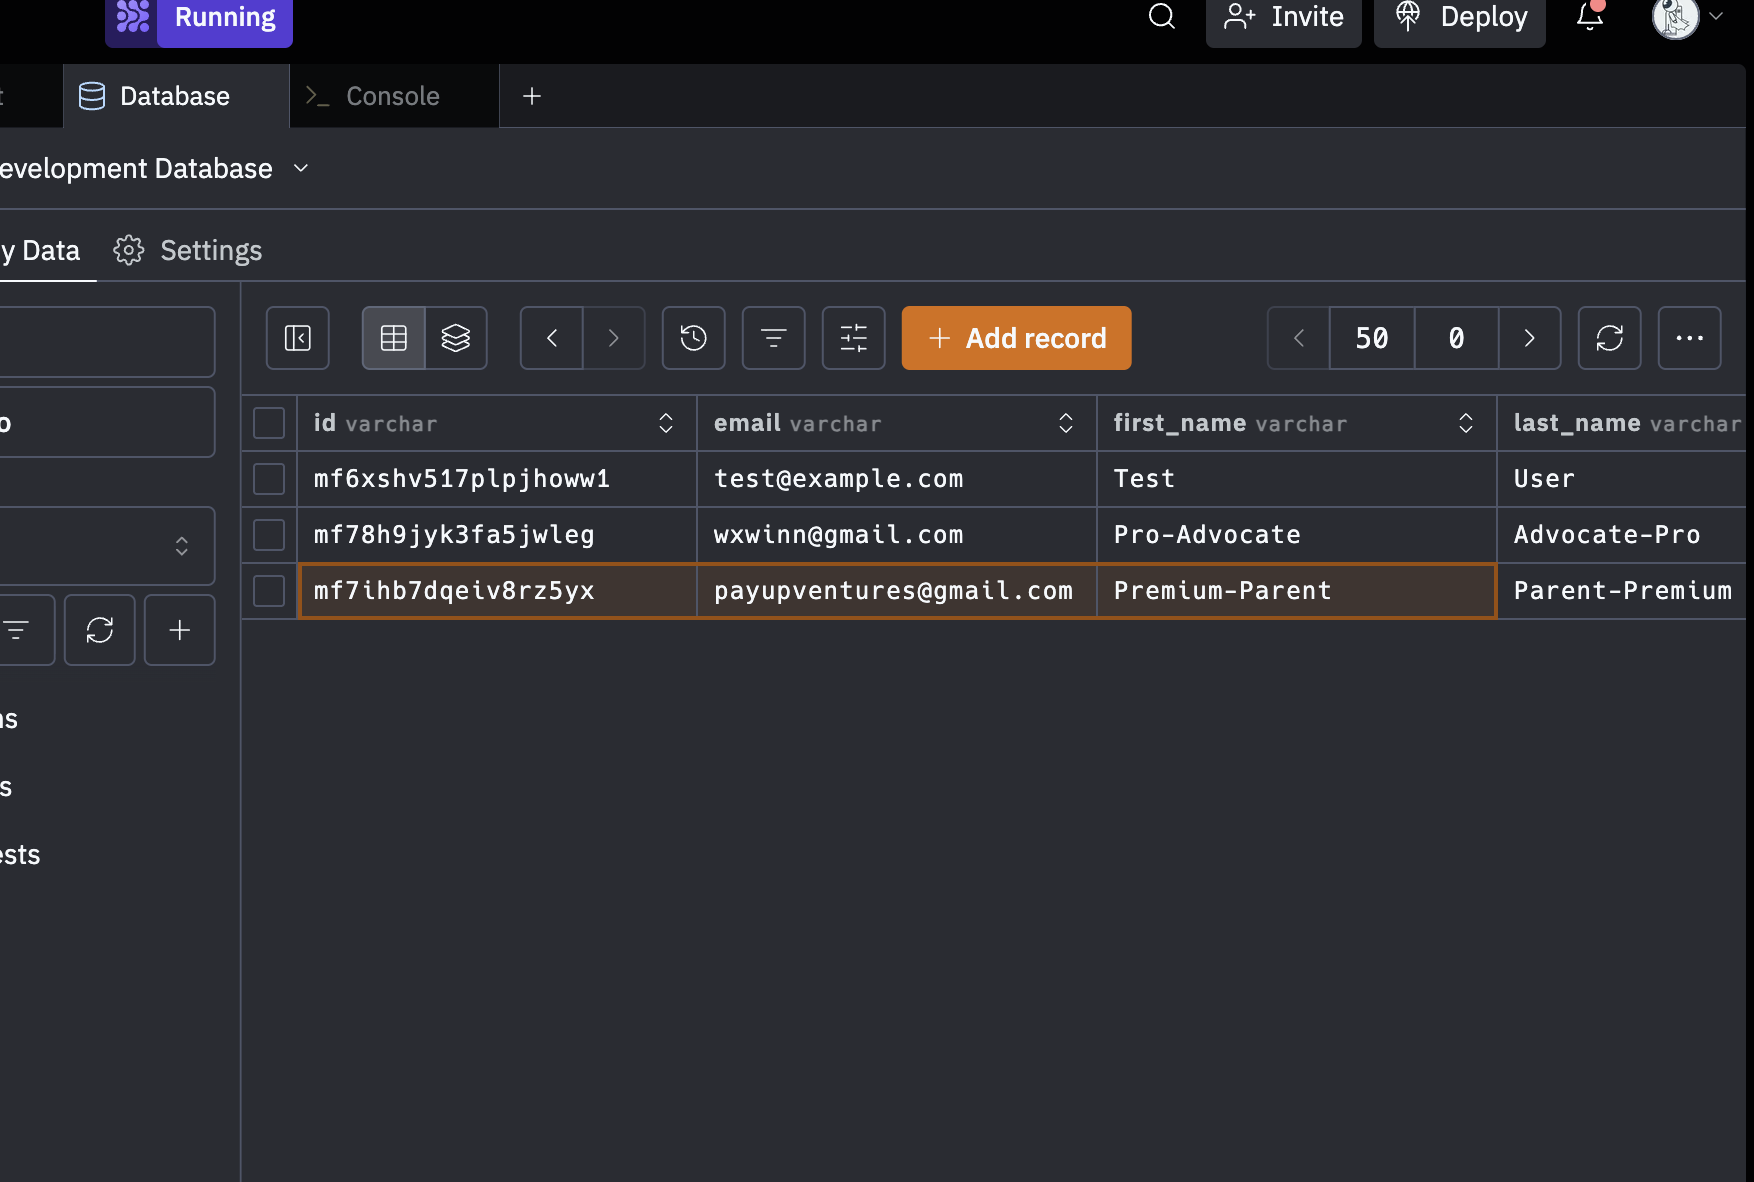 Running
Invite
Deploy
Database
Console
evelopment Database
y Data
Settings
Add record
50
0
o
id varchar
email varchar
first_name varchar
last_name varchar
mf6xshv517plpjhoww1
test@example.com
Test
User
mf78h9jyk3fa5jwleg
wxwinn@gmail.com
Pro-Advocate
Advocate-Pro
mf7ihb7dqeiv8rz5yx
payupventures@gmail.com
Premium-Parent
Parent-Premium
s
ests